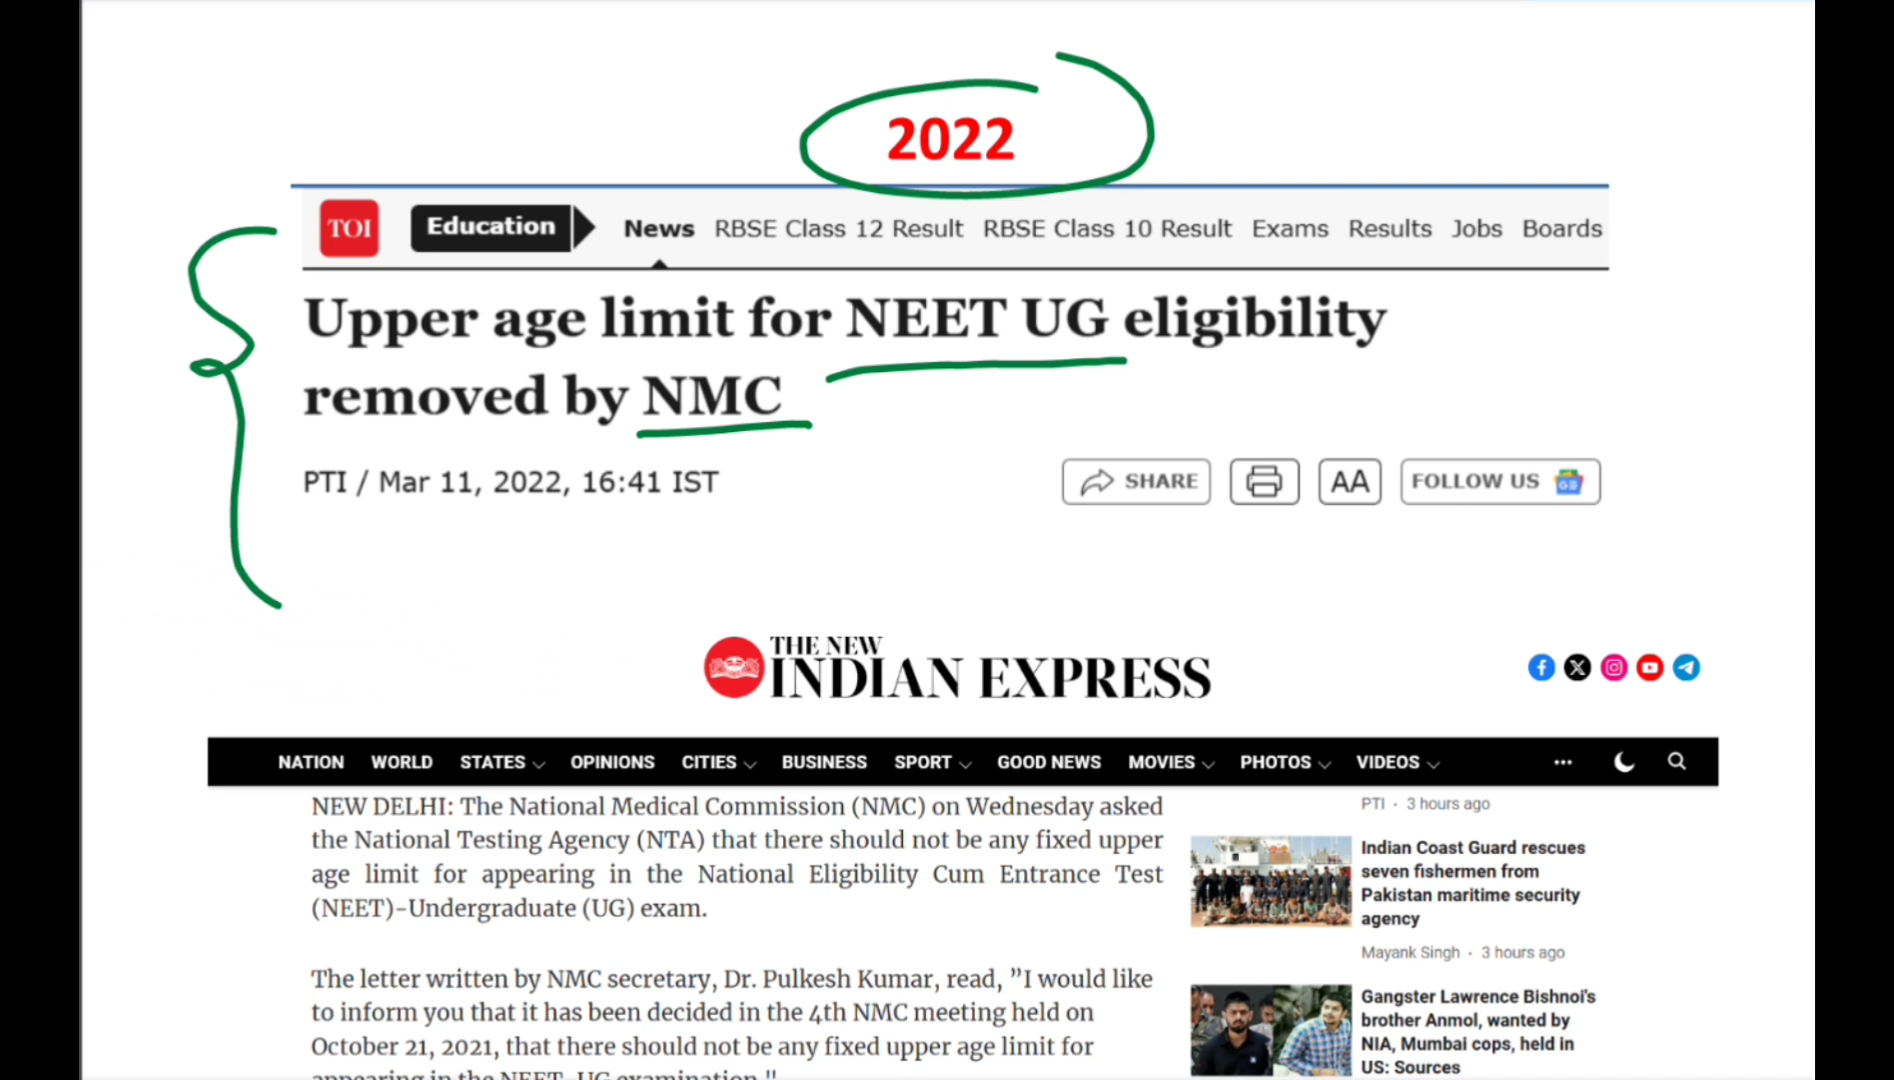 2022
TOI Education News RBSE Class 12 Result RBSE Class 10 Result Exams Results Jobs Boards
Upper age limit for NEET UG eligibility
removed by NMC
PTI / Mar 11, 2022, 16:41 IST
SHARE AA FOLLOW US
THE NEW
INDIAN EXPRESS
NATION WORLD STATES OPINIONS CITIES BUSINESS SPORT GOOD NEWS MOVIES PHOTOS VIDEOS ...
NEW DELHI: The National Medical Commission (NMC) on Wednesday asked
the National Testing Agency (NTA) that there should not be any fixed upper
age limit for appearing in the National Eligibility Cum Entrance Test
(NEET)-Undergraduate (UG) exam.
The letter written by NMC secretary, Dr. Pulkesh Kumar, read, ”I would like
to inform you that it has been decided in the 4th NMC meeting held on
October 21, 2021, that there should not be any fixed upper age limit for
appearing in the NEET-UG examination."
PTI · 3 hours ago
Indian Coast Guard rescues
seven fishermen from
Pakistan maritime security
agency
Mayank Singh · 3 hours ago
Gangster Lawrence Bishnoi's
brother Anmol, wanted by
NIA, Mumbai cops, held in
US: Sources